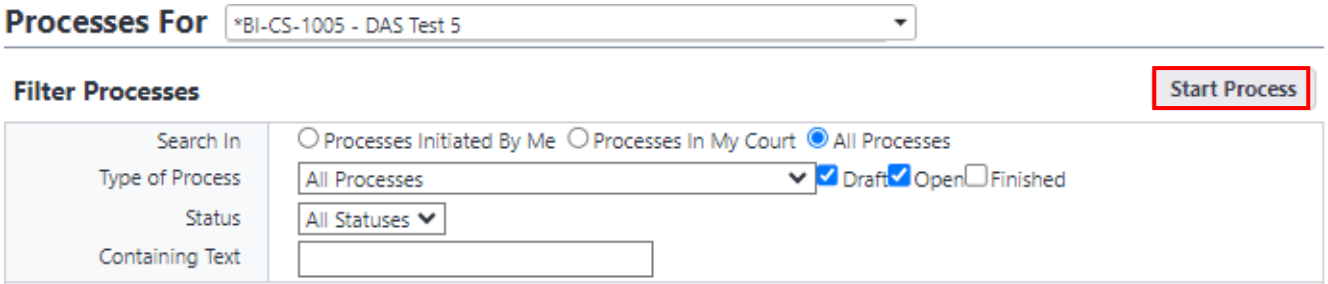 Processes For *BI-CS-1005 - DAS Test 5
Filter Processes Start Process
Search In Processes Initiated By Me Processes In My Court All Processes
Type of Process All Processes Draft Open Finished
Status All Statuses
Containing Text